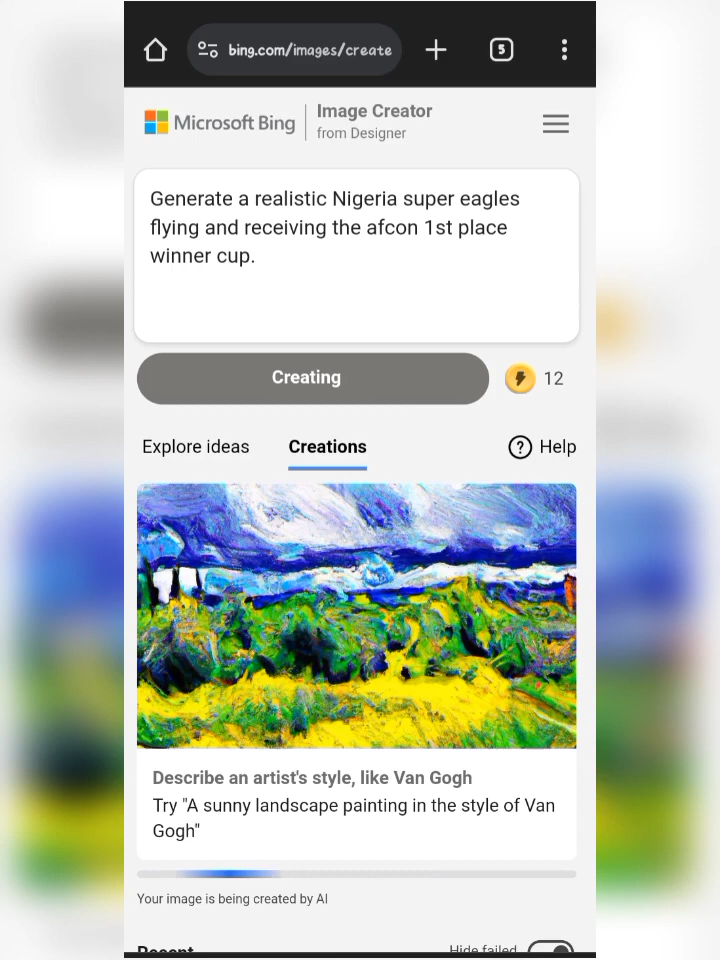 bing.com/images/create
5
Microsoft Bing
Image Creator
from Designer
Generate a realistic Nigeria super eagles
flying and receiving the afcon 1st place
winner cup.
Creating
12
Explore ideas
Creations
? Help
Describe an artist's style, like Van Gogh
Try "A sunny landscape painting in the style of Van
Gogh"
Your image is being created by AI
Recent
Hide failed